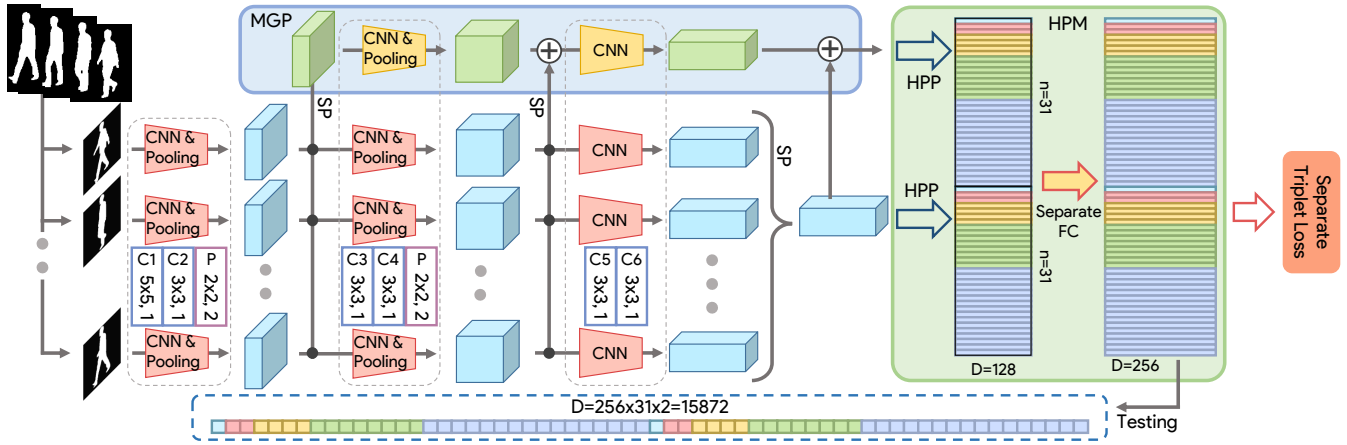 MGP
CNN &
Pooling
CNN
HPM
HPP
SP
SP
n=31
CNN &
Pooling
CNN &
Pooling
CNN
SP
CNN &
Pooling
CNN &
Pooling
CNN
HPP
Separate
FC
Separate
Triplet Loss
C1
5x5, 1
C2
3x3, 1
P
2x2, 2
C3
3x3, 1
C4
3x3, 1
P
2x2, 2
C5
3x3, 1
C6
3x3, 1
n=31
CNN &
Pooling
CNN &
Pooling
CNN
D=128
D=256
D=256x31x2=15872
Testing